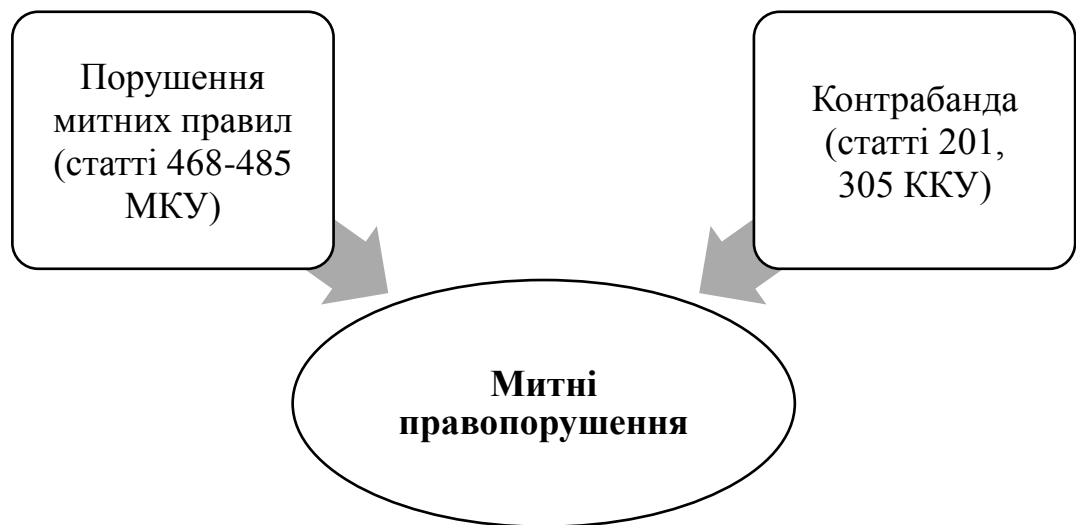 Порушення
митних правил
(статті 468-485
МКУ)
Контрабанда
(статті 201,
305 ККУ)
Митні
правопорушення